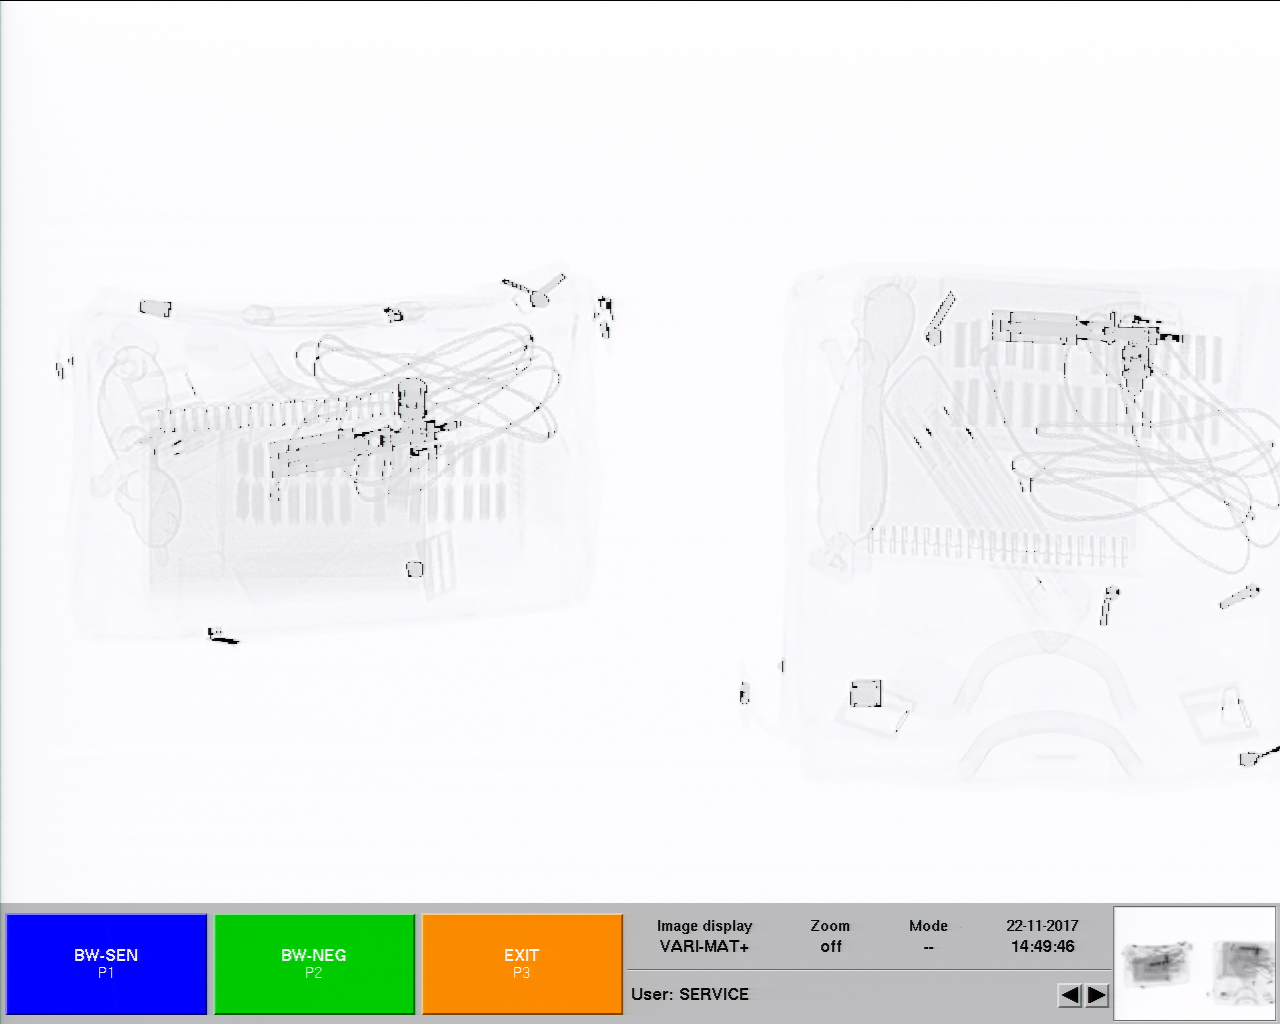 BW-SEN
P1
BW-NEG
P2
EXIT
P3
Image display
VARI-MAT+
Zoom
off
Mode
--
22-11-2017
14:49:46
User: SERVICE